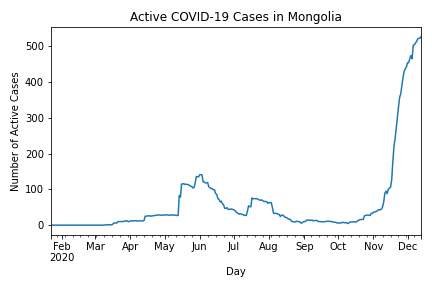 Active COVID-19 Cases in Mongolia
Number of Active Cases
500
400
300
200
100
0
Feb Mar Apr May Jun Jul Aug Sep Oct Nov Dec
2020
Day